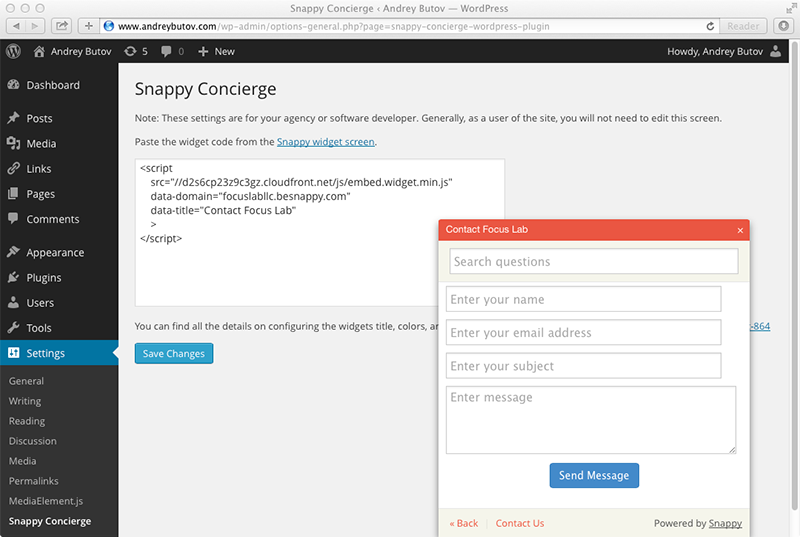 Snappy Concierge ‹ Andrey Butov — WordPress
www.andreybutov.com/wp-admin/options-general.php?page=snappy-concierge-wordpress-plugin
Reader
Andrey Butov
5
0
New
Howdy, Andrey Butov
Dashboard
Posts
Media
Links
Pages
Comments
Appearance
Plugins
Users
Tools
Settings
General
Writing
Reading
Discussion
Media
Permalinks
MediaElement.js
Snappy Concierge
Snappy Concierge
Note: These settings are for your agency or software developer. Generally, as a user of the site, you will not need to edit this screen.
Paste the widget code from the Snappy widget screen.
<script
src="//d2s6cp23z9c3gz.cloudfront.net/js/embed.widget.min.js"
data-domain="focuslabllc.besnappy.com"
data-title="Contact Focus Lab"
>
</script>
You can find all the details on configuring the widgets title, colors, -864
Save Changes
Contact Focus Lab ×
Search questions
Enter your name
Enter your email address
Enter your subject
Enter message
Send Message
« Back | Contact Us
Powered by Snappy